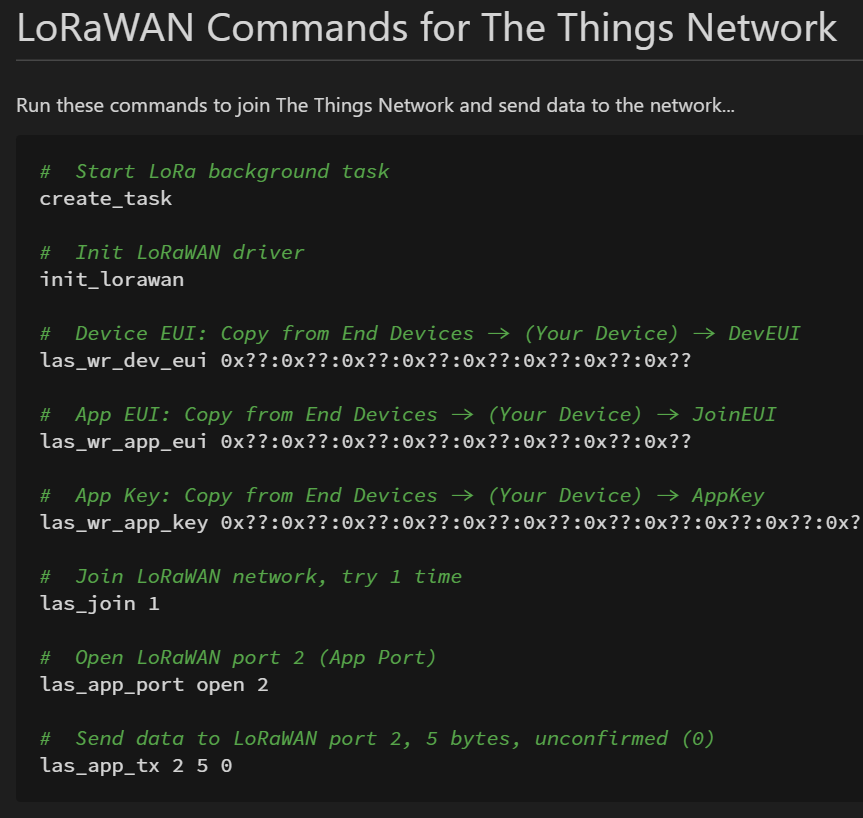 LoRaWAN Commands for The Things Network
Run these commands to join The Things Network and send data to the network...
#  Start LoRa background task
create_task
#  Init LoRaWAN driver
init_lorawan
#  Device EUI: Copy from End Devices → (Your Device) → DevEUI
las_wr_dev_eui 0x??:0x??:0x??:0x??:0x??:0x??:0x??:0x??
#  App EUI: Copy from End Devices → (Your Device) → JoinEUI
las_wr_app_eui 0x??:0x??:0x??:0x??:0x??:0x??:0x??:0x??
#  App Key: Copy from End Devices → (Your Device) → AppKey
las_wr_app_key 0x??:0x??:0x??:0x??:0x??:0x??:0x??:0x??:0x??:0x??:0x?
#  Join LoRaWAN network, try 1 time
las_join 1
#  Open LoRaWAN port 2 (App Port)
las_app_port open 2
#  Send data to LoRaWAN port 2, 5 bytes, unconfirmed (0)
las_app_tx 2 5 0